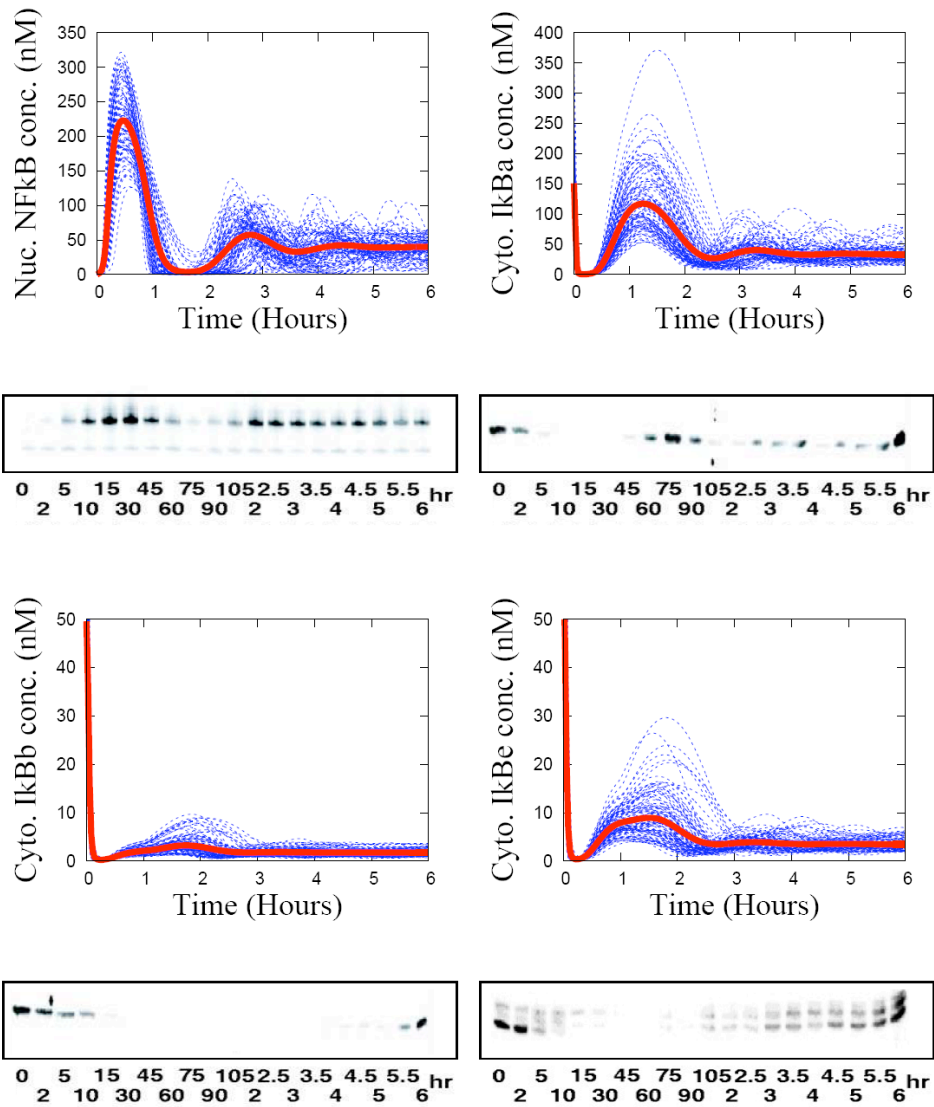 Nuc. NFkB conc. (nM)
350
300
250
200
150
100
50
0
0 1 2 3 4 5 6
Time (Hours)
Cyto. IkBa conc. (nM)
400
350
300
250
200
150
100
50
0
0 1 2 3 4 5 6
Time (Hours)
0 5 15 45 75 105 2.5 3.5 4.5 5.5 hr
2 10 30 60 90 2 3 4 5 6
0 5 15 45 75 105 2.5 3.5 4.5 5.5 hr
2 10 30 60 90 2 3 4 5 6
Cyto. IkBb conc. (nM)
50
40
30
20
10
0
0 1 2 3 4 5 6
Time (Hours)
Cyto. IkBe conc. (nM)
50
40
30
20
10
0
0 1 2 3 4 5 6
Time (Hours)
0 5 15 45 75 105 2.5 3.5 4.5 5.5 hr
2 10 30 60 90 2 3 4 5 6
0 5 15 45 75 105 2.5 3.5 4.5 5.5 hr
2 10 30 60 90 2 3 4 5 6